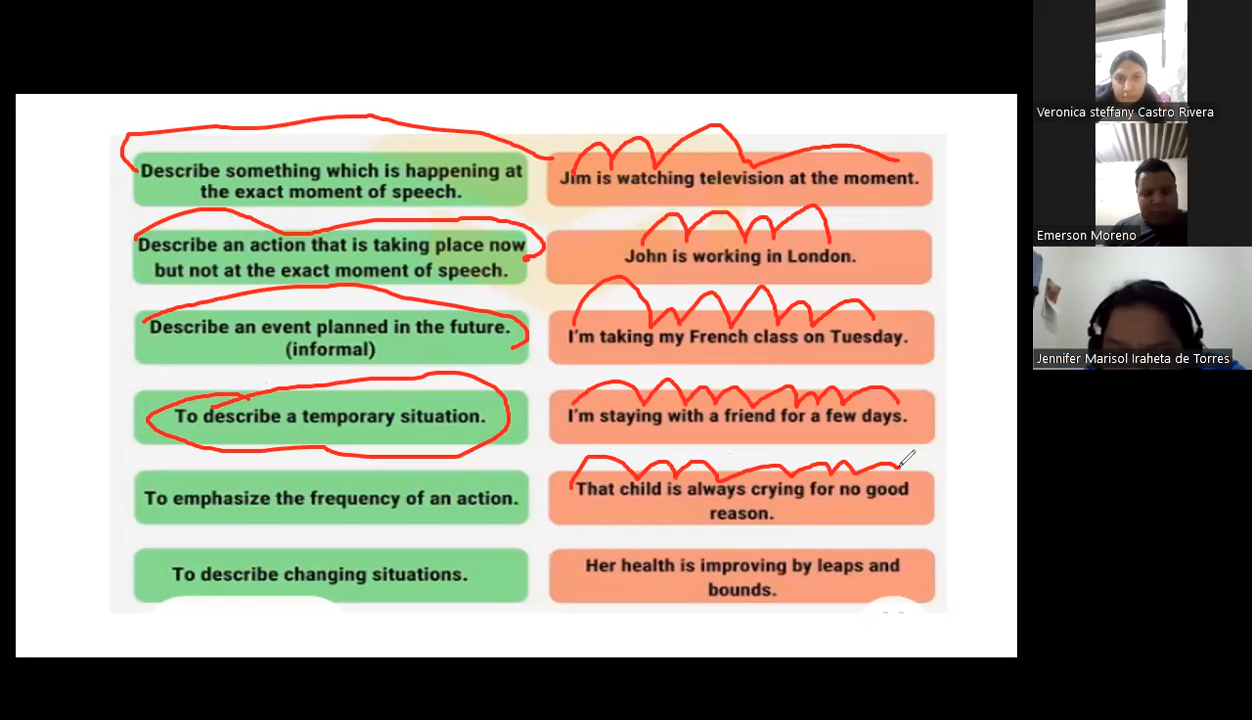 Describe something which is happening at
the exact moment of speech.
Jim is watching television at the moment.
Describe an action that is taking place now
but not at the exact moment of speech.
John is working in London.
Describe an event planned in the future.
(informal)
I'm taking my French class on Tuesday.
To describe a temporary situation.
I'm staying with a friend for a few days.
To emphasize the frequency of an action.
That child is always crying for no good
reason.
To describe changing situations.
Her health is improving by leaps and
bounds.
Veronica steffany Castro Rivera
Emerson Moreno
Jennifer Marisol Iraheta de Torres